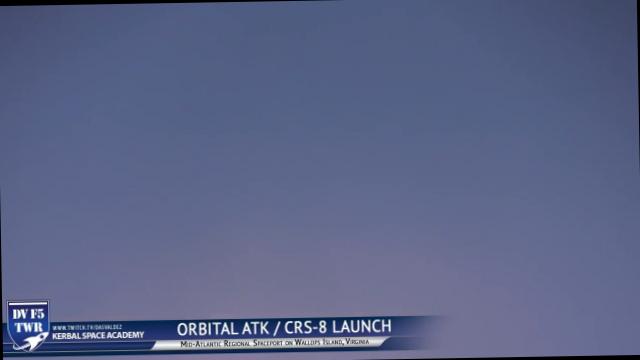 DV F5
TWR
WWW.TWITCH.TV/DASVALDEZ
KERBAL SPACE ACADEMY
ORBITAL ATK / CRS-8 LAUNCH
MID-ATLANTIC REGIONAL SPACEPORT ON WALLOPS ISLAND, VIRGINIA